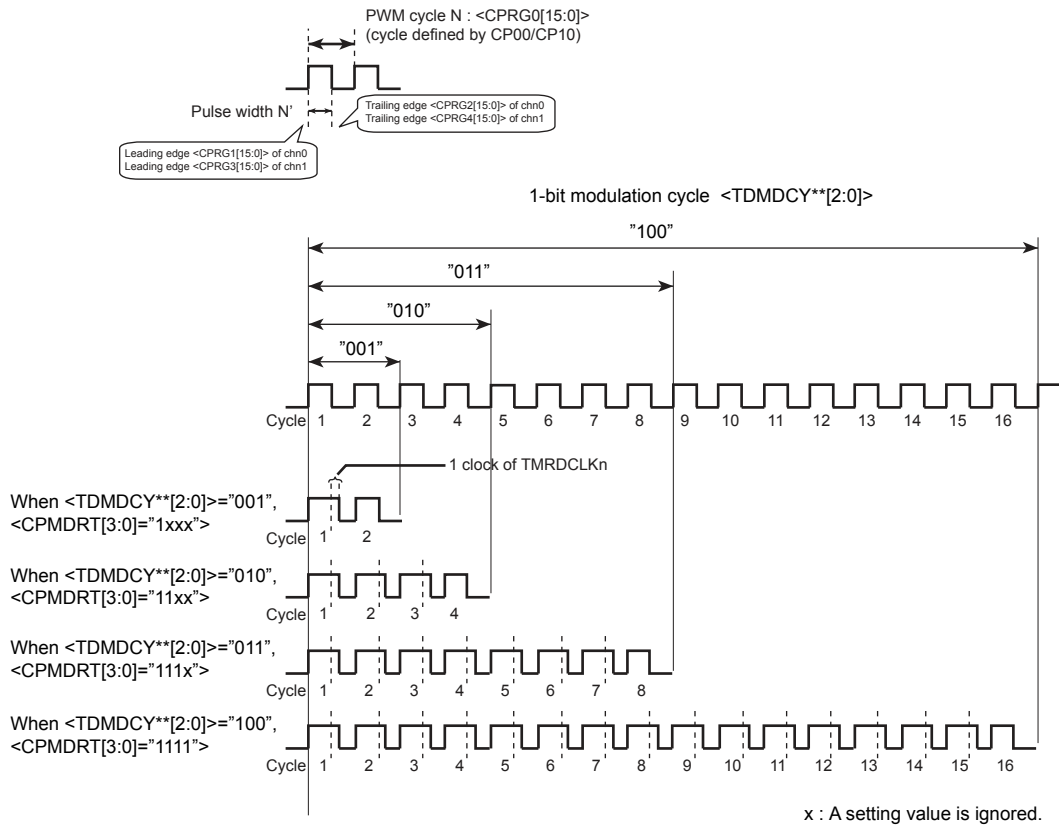 PWM cycle N : <CPRG0[15:0]>
(cycle defined by CP00/CP10)
Pulse width N'
Trailing edge <CPRG2[15:0]> of chn0
Trailing edge <CPRG4[15:0]> of chn1
Leading edge <CPRG1[15:0]> of chn0
Leading edge <CPRG3[15:0]> of chn1
1-bit modulation cycle <TDMDCY**[2:0]>
”100”
”011”
”010”
”001”
Cycle 1 2 3 4 5 6 7 8 9 10 11 12 13 14 15 16
1 clock of TMRDCLKn
When <TDMDCY**[2:0]>=”001”,
<CPMDRT[3:0]=”1xxx”>
Cycle 1 2
When <TDMDCY**[2:0]>=”010”,
<CPMDRT[3:0]=”11xx”>
Cycle 1 2 3 4
When <TDMDCY**[2:0]>=”011”,
<CPMDRT[3:0]=”111x”>
Cycle 1 2 3 4 5 6 7 8
When <TDMDCY**[2:0]>=”100”,
<CPMDRT[3:0]=”1111”>
Cycle 1 2 3 4 5 6 7 8 9 10 11 12 13 14 15 16
x : A setting value is ignored.